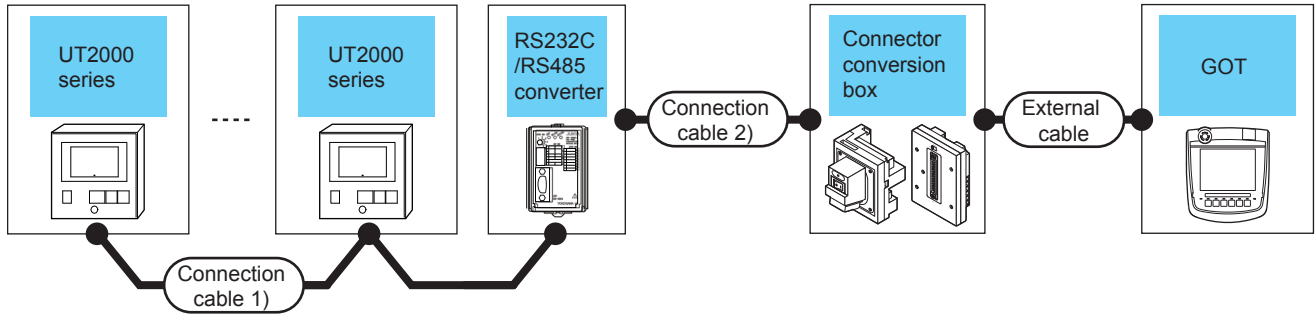 UT2000
series
UT2000
series
RS232C
/RS485
converter
Connector
conversion
box
GOT
Connection
cable 2)
External
cable
Connection
cable 1)